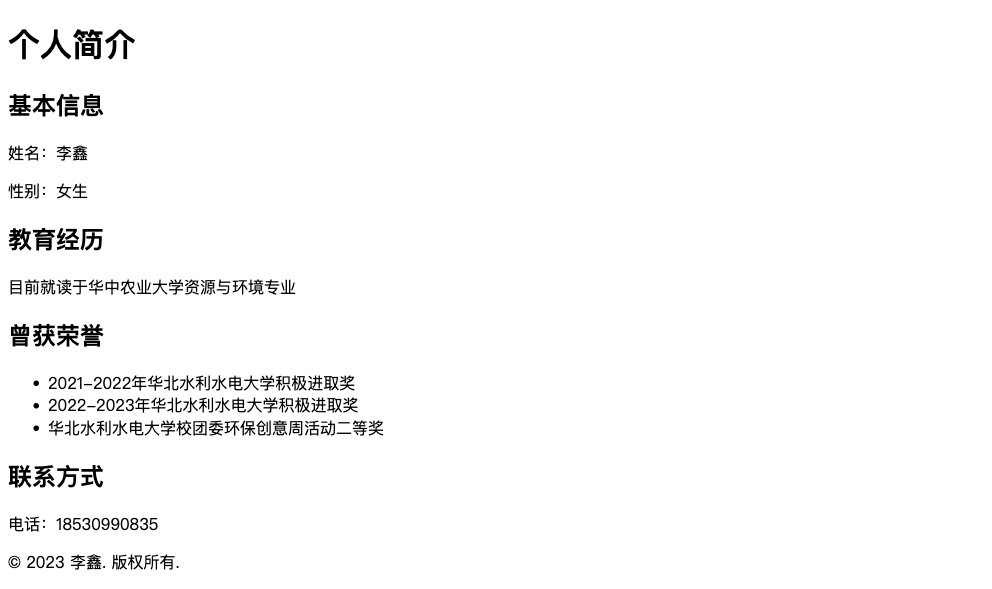 个人简介
基本信息
姓名：李鑫
性别：女生
教育经历
目前就读于华中农业大学资源与环境专业
曾获荣誉
• 2021-2022年华北水利水电大学积极进取奖
• 2022-2023年华北水利水电大学积极进取奖
• 华北水利水电大学校团委环保创意周活动二等奖
联系方式
电话：18530990835
© 2023 李鑫. 版权所有.